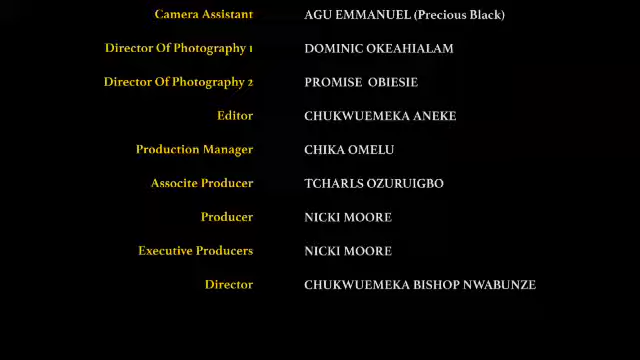 Camera Assistant AGU EMMANUEL (Precious Black)
Director Of Photography 1 DOMINIC OKEAHIALAM
Director Of Photography 2 PROMISE OBIESIE
Editor CHUKWUEMEKA ANEKE
Production Manager CHIKA OMELU
Associte Producer TCHARLS OZURUIGBO
Producer NICKI MOORE
Executive Producers NICKI MOORE
Director CHUKWUEMEKA BISHOP NWABUNZE